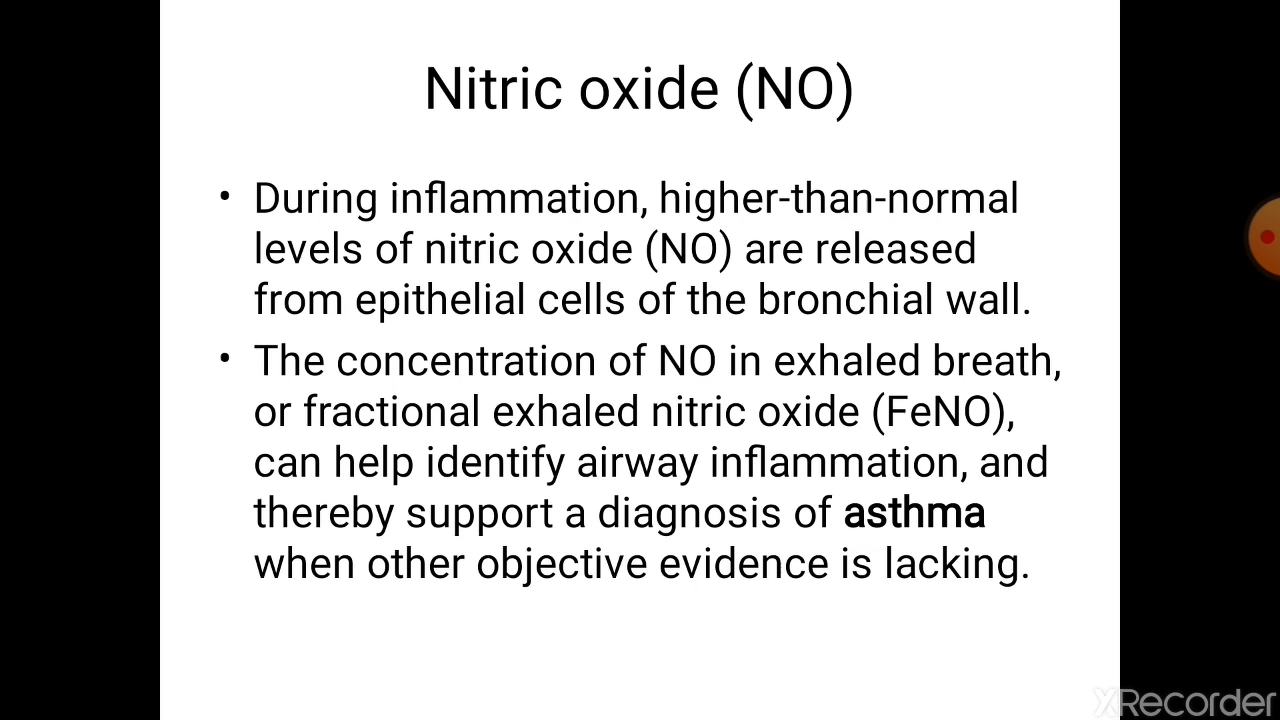 Nitric oxide (NO)
• During inflammation, higher-than-normal
levels of nitric oxide (NO) are released
from epithelial cells of the bronchial wall.
• The concentration of NO in exhaled breath,
or fractional exhaled nitric oxide (FeNO),
can help identify airway inflammation, and
thereby support a diagnosis of asthma
when other objective evidence is lacking.
XRecorder